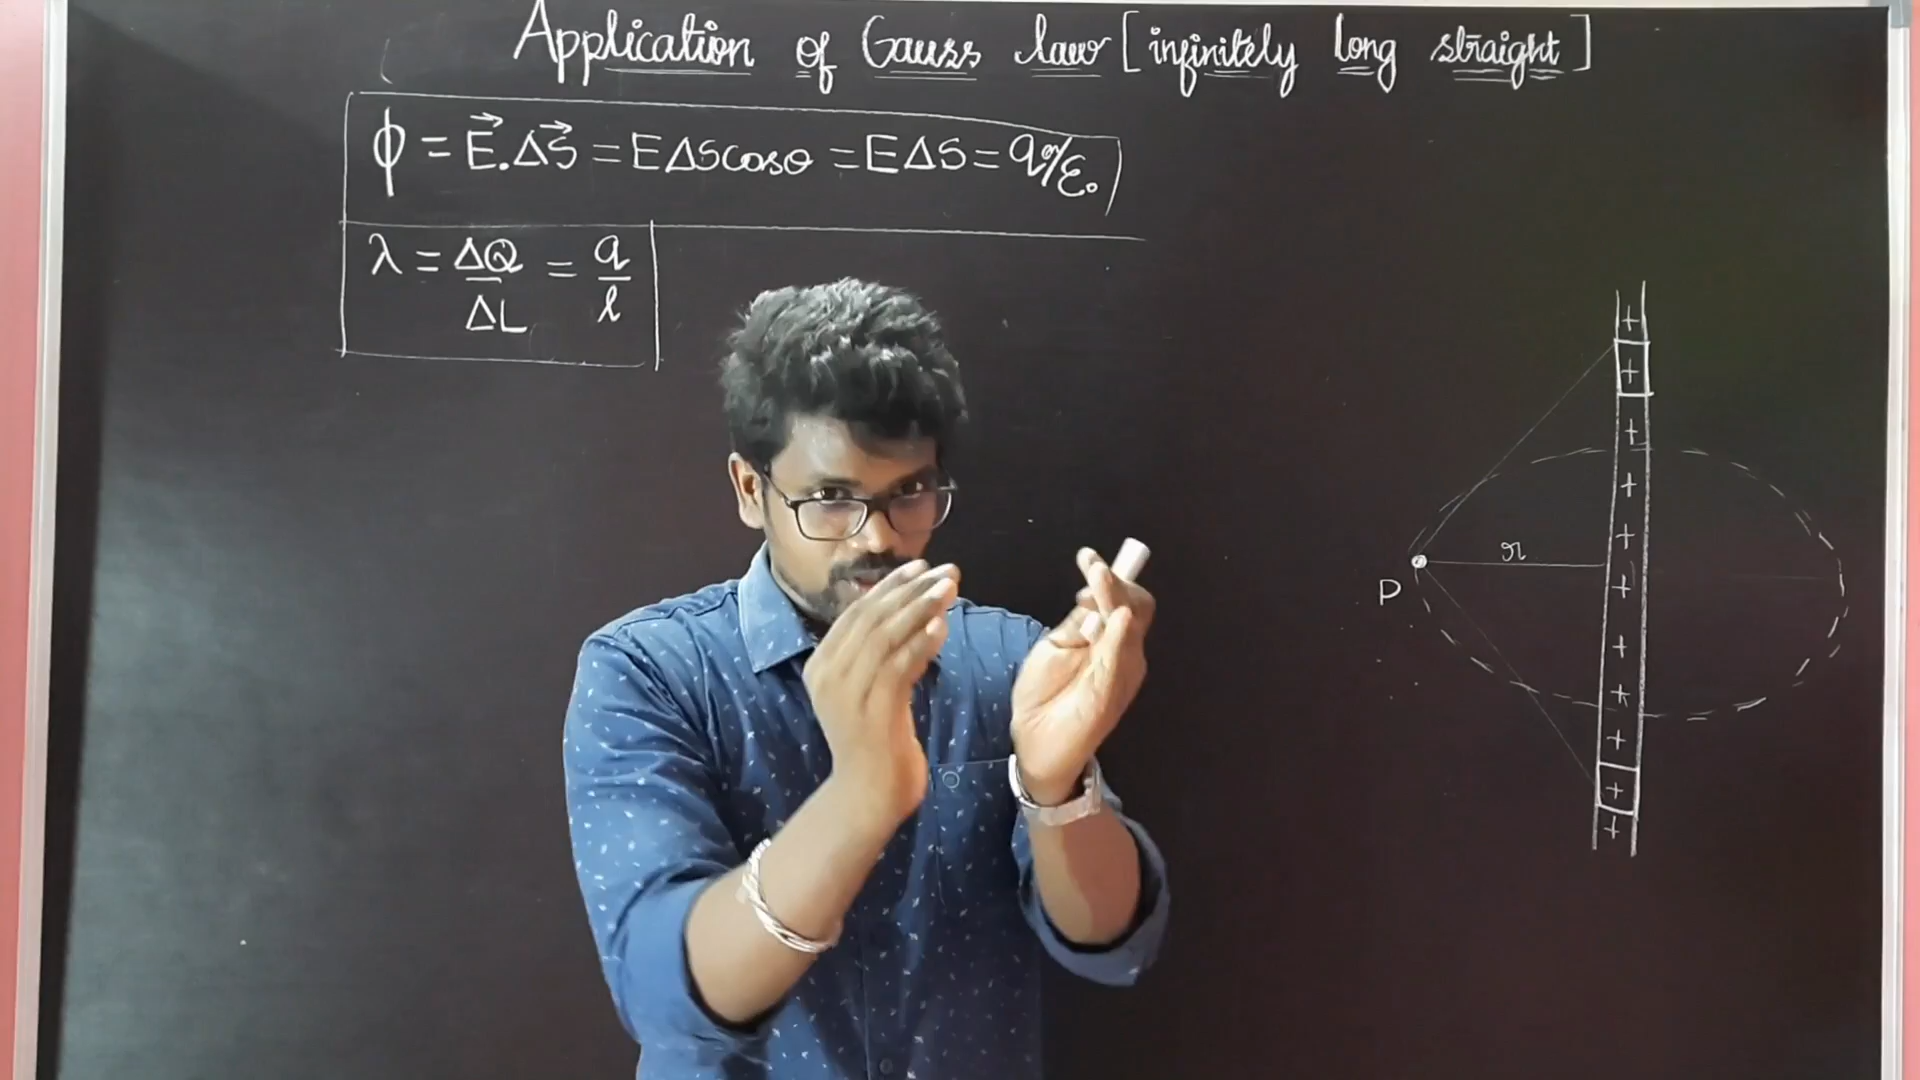 Application of Gauss law [infinitely long straight]
ϕ = E⃗.ΔS⃗ = EΔScosθ = EΔS = q/ε₀
λ = ΔQ/ΔL = q/l
+
+
+
+
+
r
P
+
+
+
+
+
+